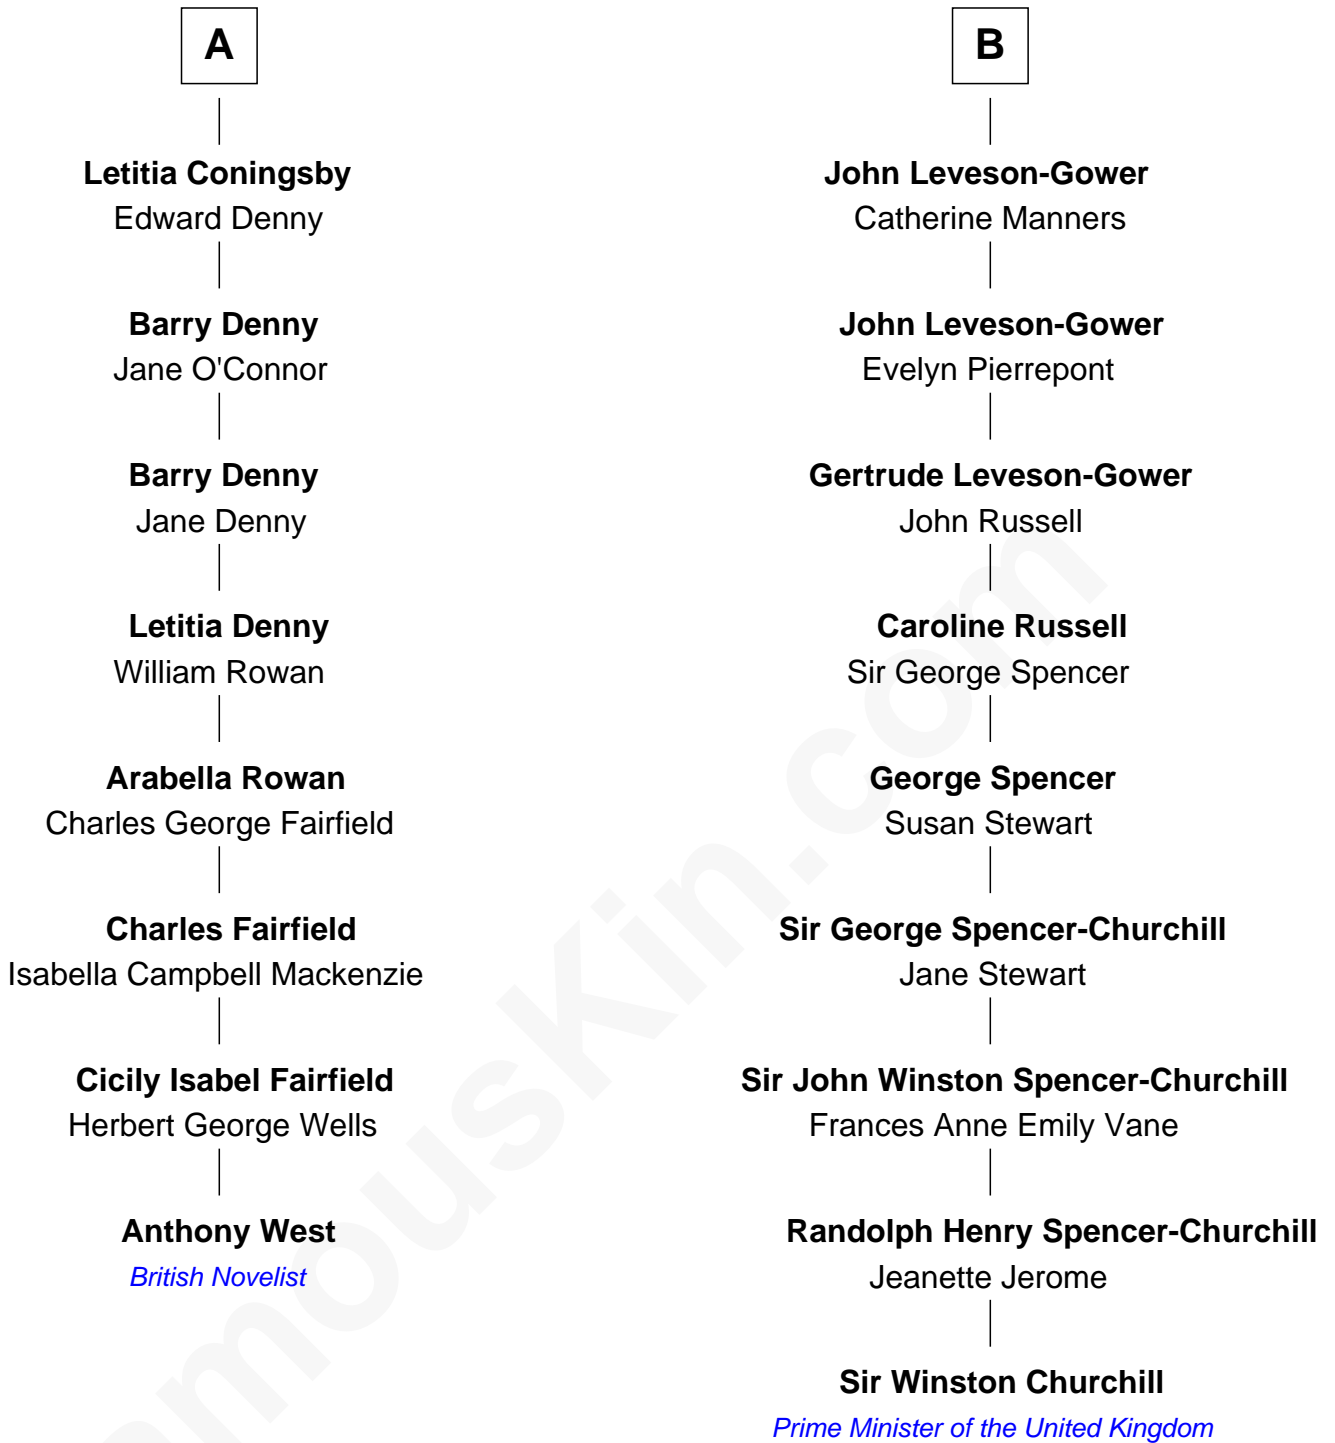 A
Letitia Coningsby
Edward Denny
Barry Denny
Jane O'Connor
Barry Denny
Jane Denny
Letitia Denny
William Rowan
Arabella Rowan
Charles George Fairfield
Charles Fairfield
Isabella Campbell Mackenzie
Cicily Isabel Fairfield
Herbert George Wells
Anthony West
British Novelist
B
John Leveson-Gower
Catherine Manners
John Leveson-Gower
Evelyn Pierrepont
Gertrude Leveson-Gower
John Russell
Caroline Russell
Sir George Spencer
George Spencer
Susan Stewart
Sir George Spencer-Churchill
Jane Stewart
Sir John Winston Spencer-Churchill
Frances Anne Emily Vane
Randolph Henry Spencer-Churchill
Jeanette Jerome
Sir Winston Churchill
Prime Minister of the United Kingdom
amousKin.com